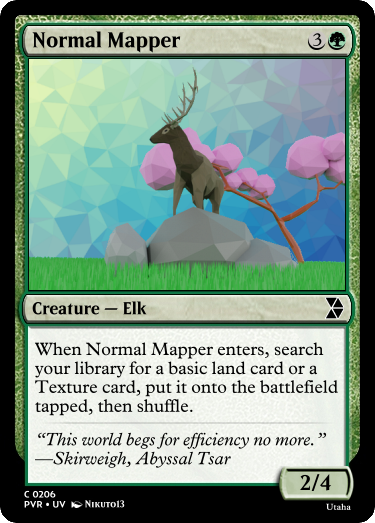 Normal Mapper 3
Creature — Elk
When Normal Mapper enters, search
your library for a basic land card or a
Texture card, put it onto the battlefield
tapped, then shuffle.
“This world begs for efficiency no more.”
—Skirweigh, Abyssal Tsar
2/4
C 0206
PVR • UV Nikuto13
Utaha